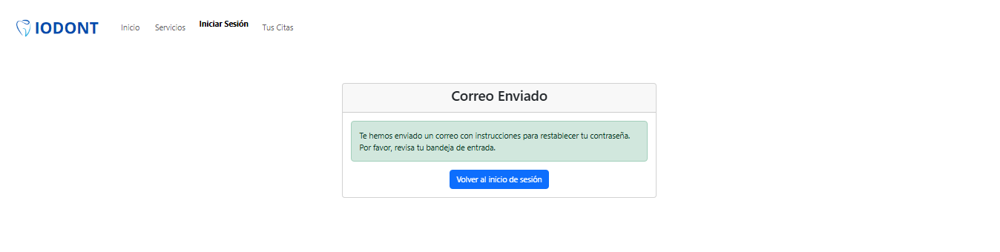 IODONT
Inicio
Servicios
Iniciar Sesión
Tus Citas
Correo Enviado
Te hemos enviado un correo con instrucciones para restablecer tu contraseña.
Por favor, revisa tu bandeja de entrada.
Volver al inicio de sesión